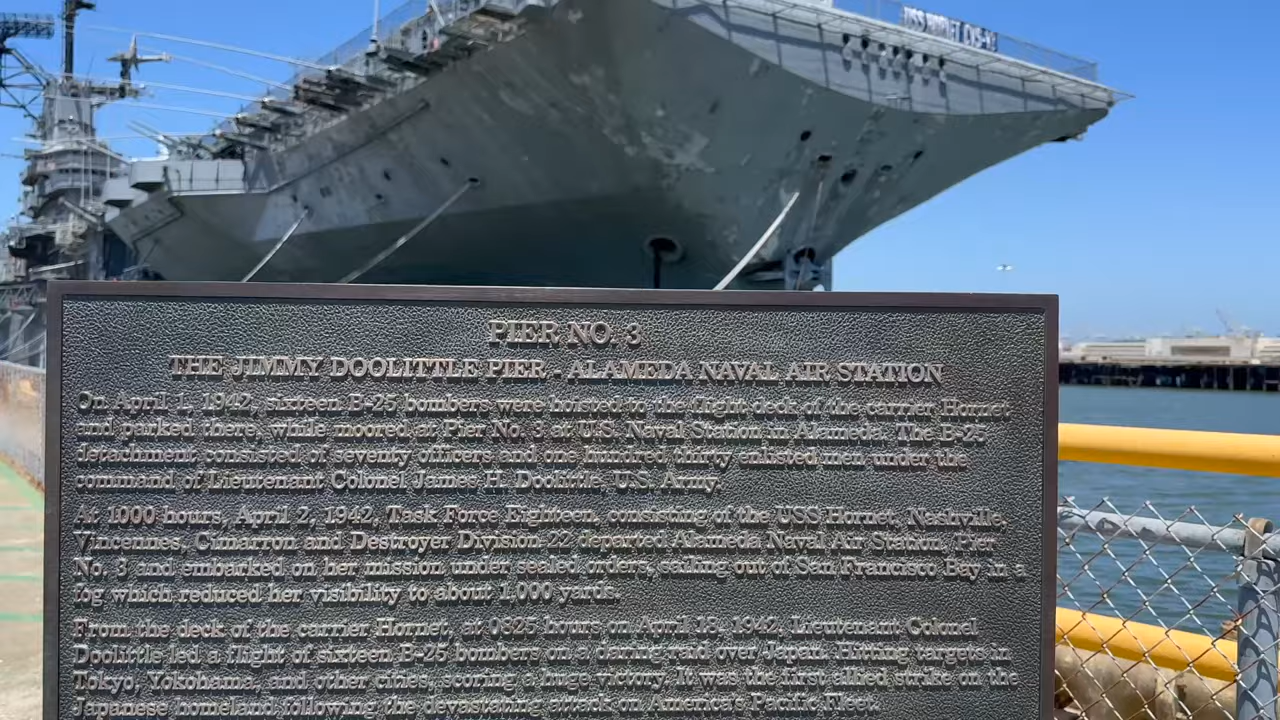 USS HORNET CVS-12
PIER NO. 3
THE JIMMY DOOLITTLE PIER - ALAMEDA NAVAL AIR STATION
On April 1, 1942, sixteen B-25 bombers were hoisted to the flight deck of the carrier Hornet
and parked there, while moored at Pier No. 3 at U.S. Naval Station in Alameda. The B-25
detachment consisted of seventy officers and one hundred thirty enlisted men under the
command of Lieutenant Colonel James H. Doolittle, U.S. Army.
At 1000 hours, April 2, 1942, Task Force Eighteen, consisting of the USS Hornet, Nashville,
Vincennes, Cimarron and Destroyer Division 22 departed Alameda Naval Air Station, Pier
No. 3 and embarked on her mission under sealed orders, sailing out of San Francisco Bay in a
fog which reduced her visibility to about 1,000 yards.
From the deck of the carrier Hornet, at 0825 hours on April 18, 1942, Lieutenant Colonel
Doolittle led a flight of sixteen B-25 bombers on a daring raid over Japan. Hitting targets in
Tokyo, Yokohama, and other cities, scoring a huge victory. It was the first allied strike on the
Japanese homeland following the devastating attack on America's Pacific Fleet.